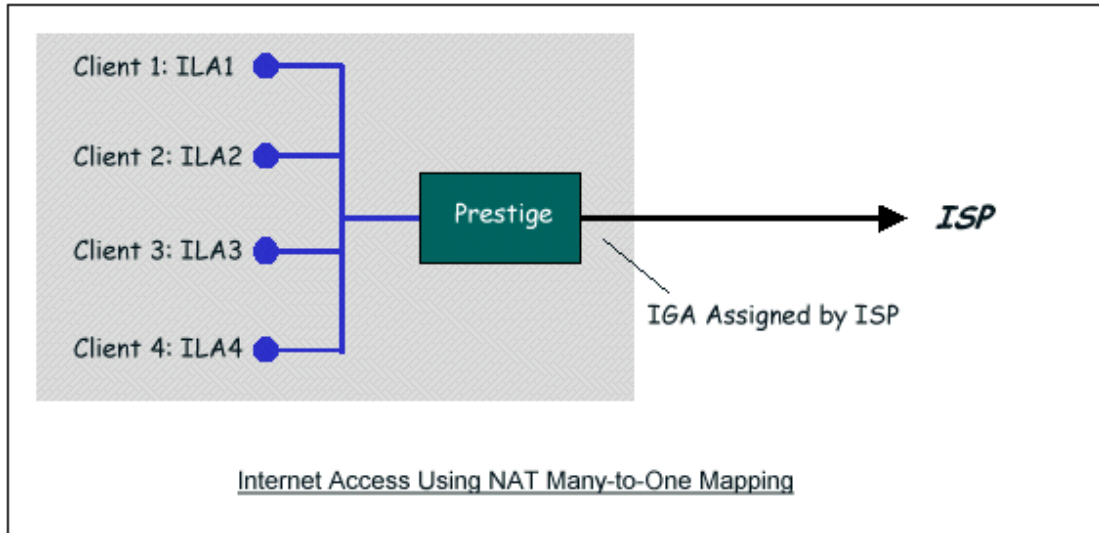 Client 1: ILA1
Client 2: ILA2
Prestige
ISP
Client 3: ILA3
IGA Assigned by ISP
Client 4: ILA4
Internet Access Using NAT Many-to-One Mapping